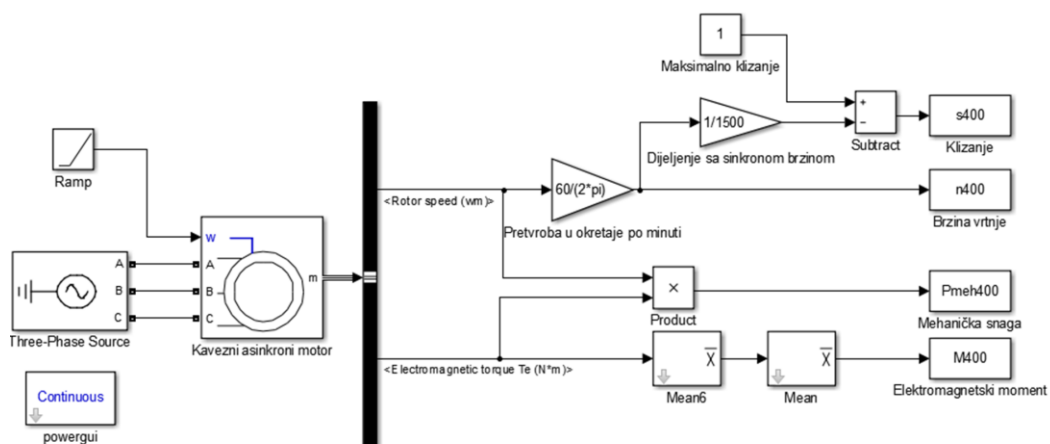 1
Maksimalno klizanje
1/1500
Dijeljenje sa sinkronom brzinom
+
−
Subtract
s400
Klizanje
Ramp
<Rotor speed (wm)>
60/(2*pi)
Pretvroba u okretaje po minuti
n400
Brzina vrtnje
w
A
B
C
m
Kavezni asinkroni motor
A
B
C
Three-Phase Source
×
Product
Pmeh400
Mehanička snaga
<Electromagnetic torque Te (N*m)>
X
Mean6
X
Mean
M400
Elektromagnetski moment
Continuous
powergui